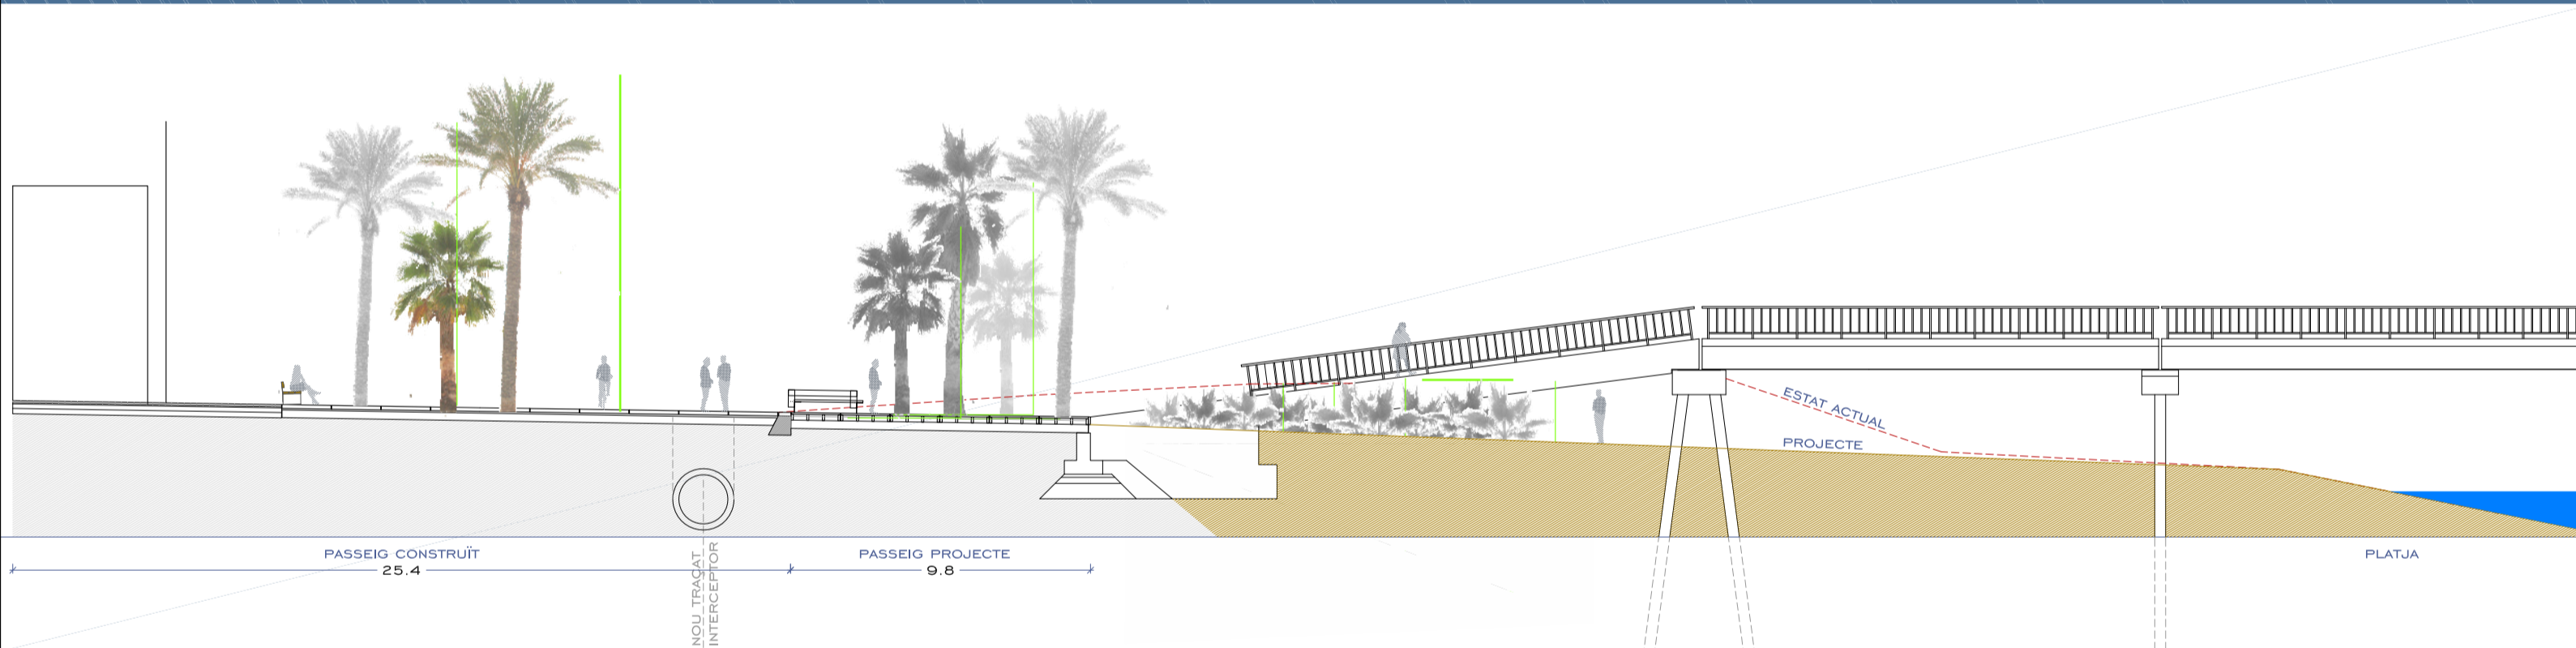 ESTAT ACTUAL
PROJECTE
PASSEIG CONSTRUÏT
25.4
PASSEIG PROJECTE
9.8
PLATJA
NOU TRAÇAT
INTERCEPTOR